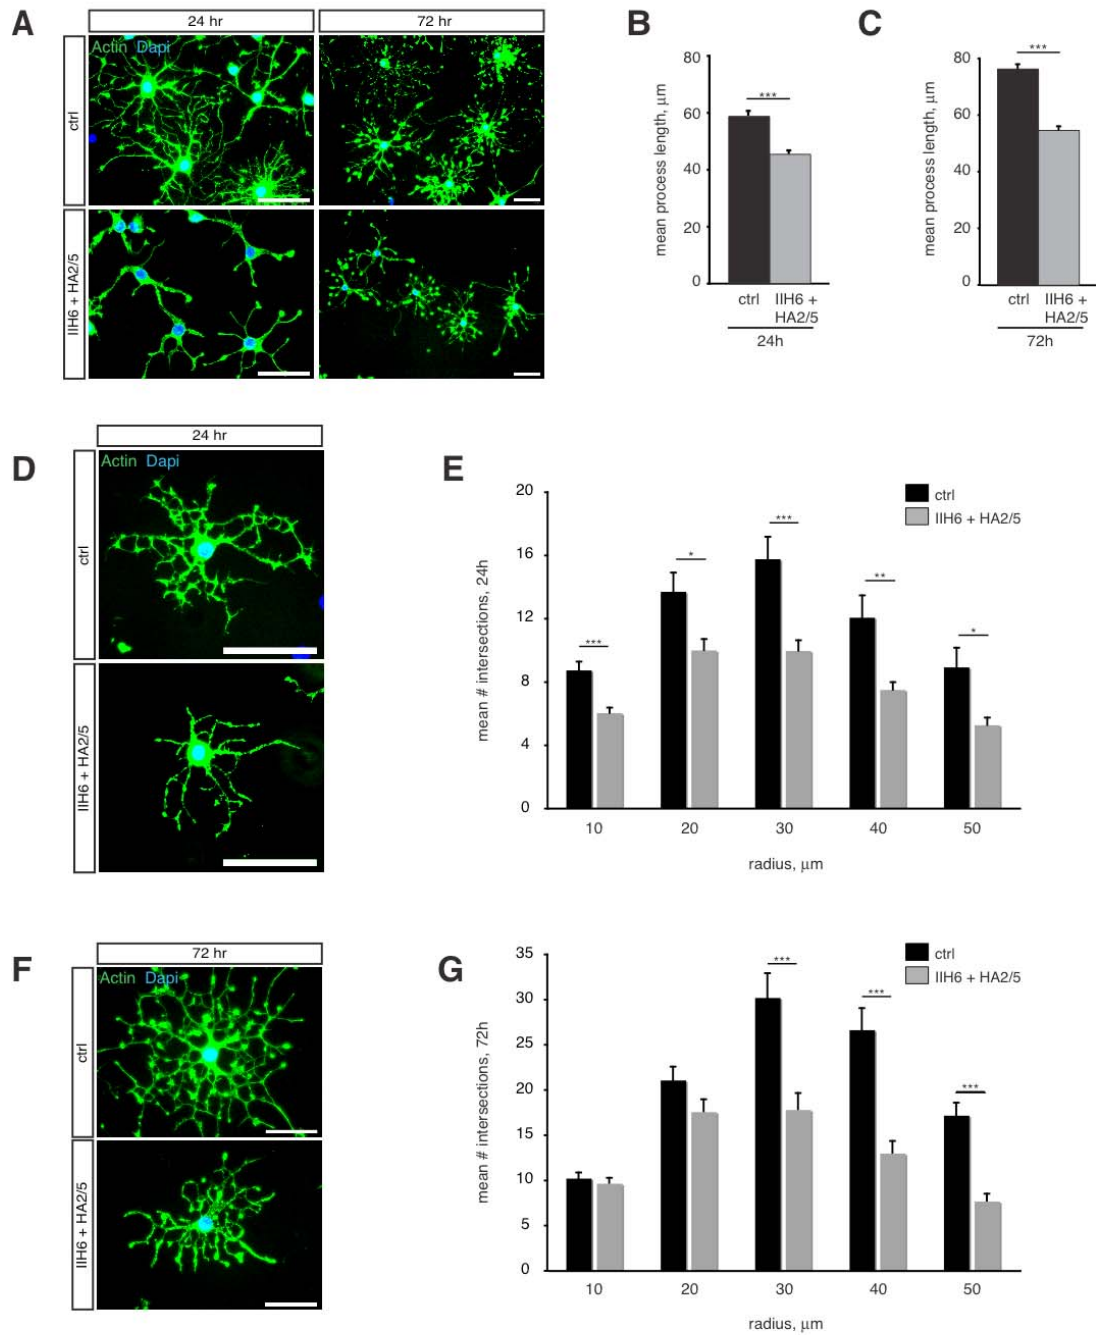 A
24 hr
72 hr
Actin Dapi
ctrl
IIH6 + HA2/5
B
80
60
40
20
0
mean process length, μm
***
ctrl
IIH6 +
HA2/5
24h
C
80
60
40
20
0
mean process length, μm
***
ctrl
IIH6 +
HA2/5
72h
D
24 hr
Actin Dapi
ctrl
IIH6 + HA2/5
E
20
16
12
8
4
0
mean # intersections, 24h
ctrl
IIH6 + HA2/5
***
*
***
**
*
10 20 30 40 50
radius, μm
F
72 hr
Actin Dapi
ctrl
IIH6 + HA2/5
G
35
30
25
20
15
10
5
0
mean # intersections, 72h
ctrl
IIH6 + HA2/5
***
***
***
10 20 30 40 50
radius, μm